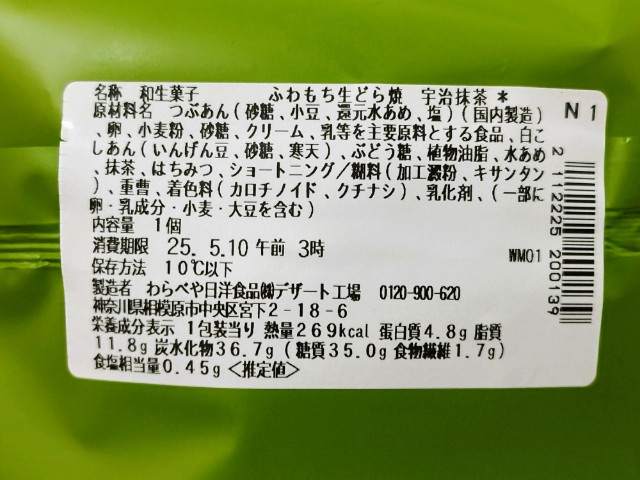 名称 和生菓子 ふわもち生どら焼 宇治抹茶*
原材料名 つぶあん(砂糖、小豆、還元水あめ、塩)(国内製造)
、卵、小麦粉、砂糖、クリーム、乳等を主要原料とする食品、白こ
しあん(いんげん豆、砂糖、寒天)、ぶどう糖、植物油脂、水あめ
、抹茶、はちみつ、ショートニング/糊料(加工澱粉、キサンタン
)、重曹、着色料(カロチノイド、クチナシ)、乳化剤、(一部に
卵・乳成分・小麦・大豆を含む)
内容量 1個
消費期限 25. 5.10 午前 3時
保存方法 10℃以下
製造者 わらべや日洋食品㈱デザート工場 0120-900-620
神奈川県相模原市中央区宮下2-18-6
栄養成分表示 1包装当り 熱量269kcal 蛋白質4.8g 脂質
11.8g 炭水化物36.7g(糖質35.0g 食物繊維1.7g)
食塩相当量0.45g <推定値>
N 1
WM01
2 112225 200139